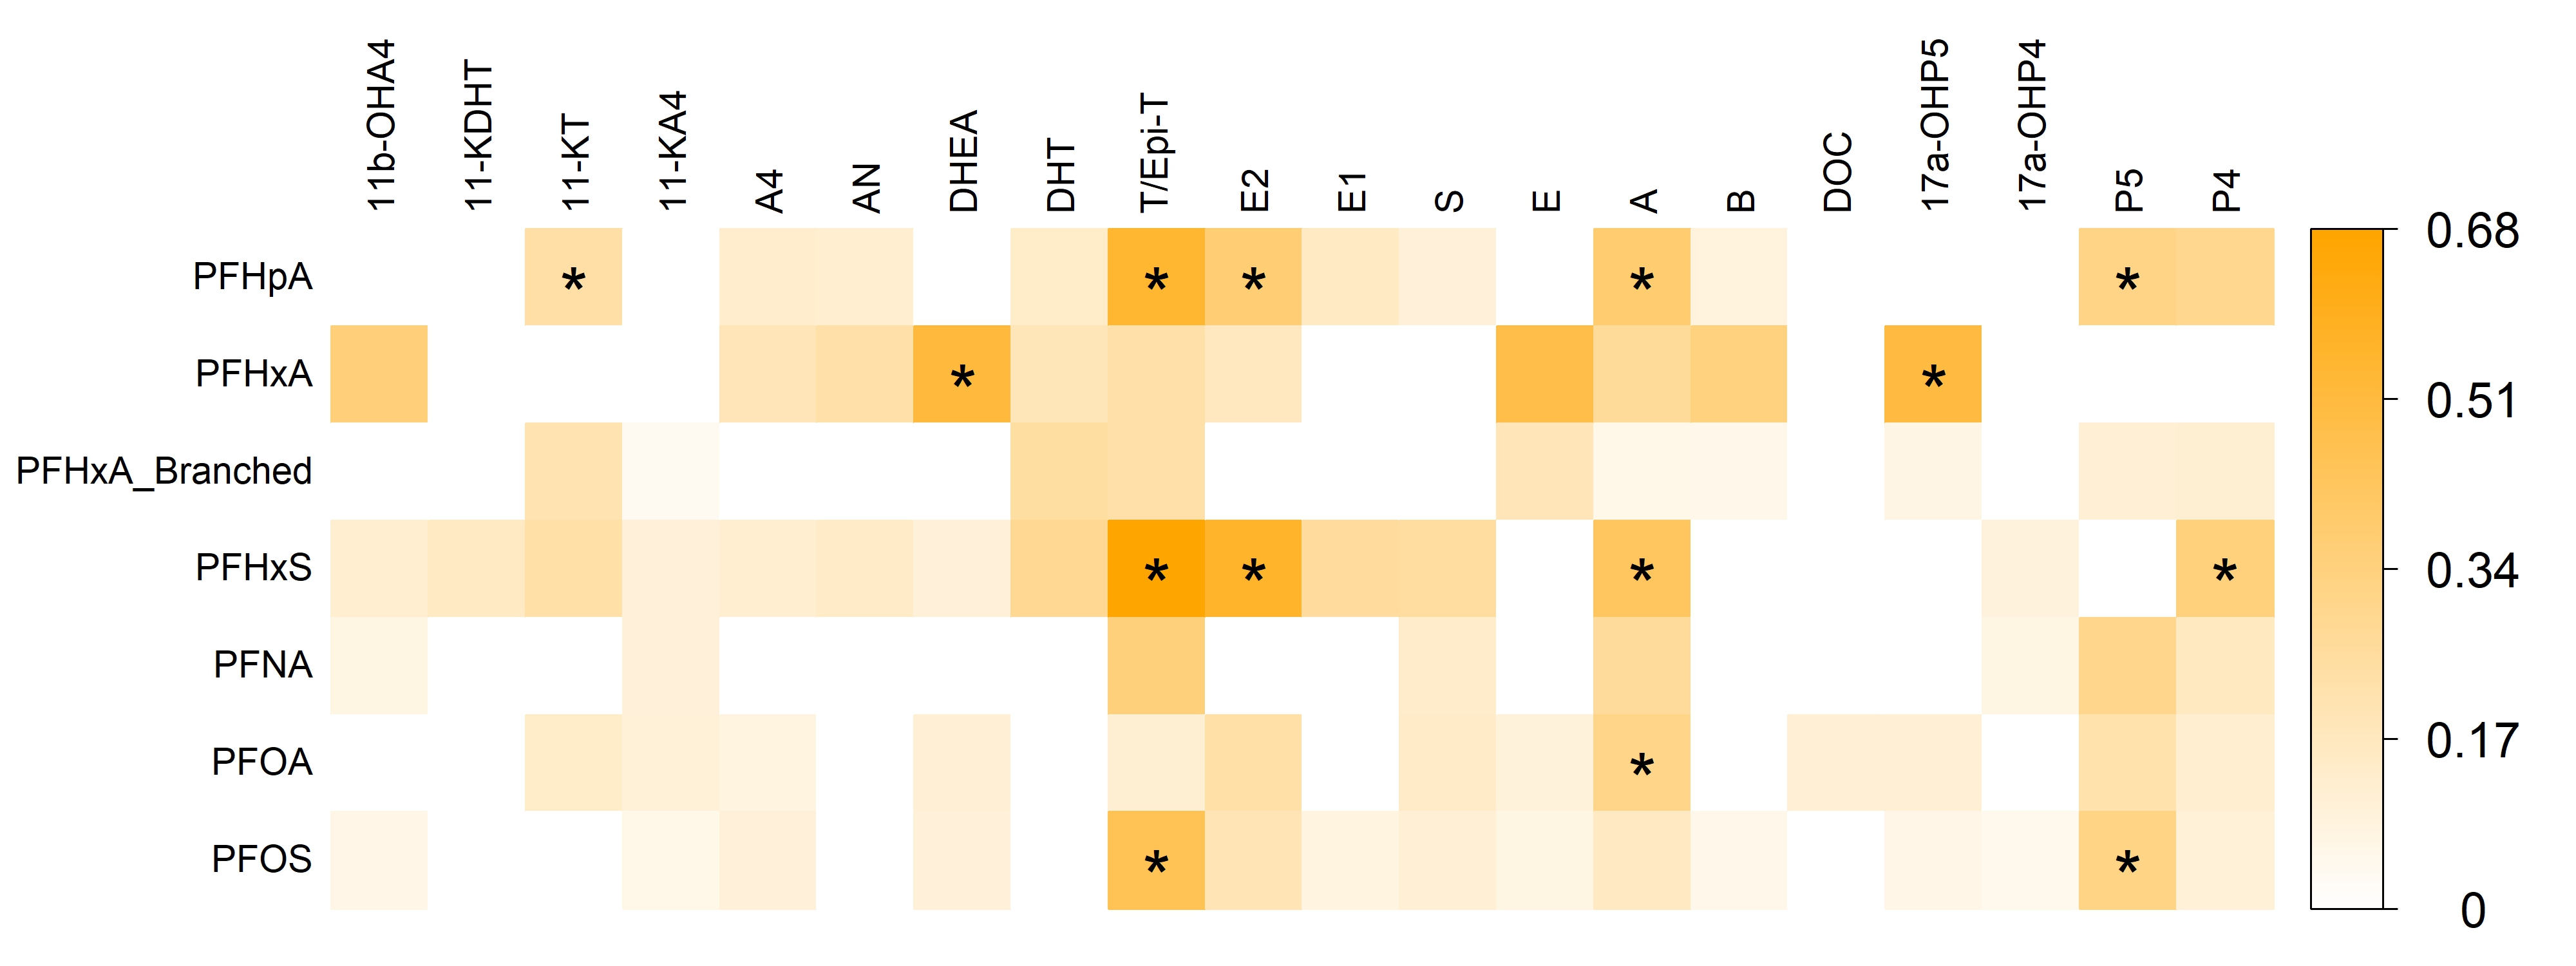 11b-OHA4 11-KDHT 11-KT 11-KA4 A4 AN DHEA DHT T/Epi-T E2 E1 S E A B DOC 17a-OHP5 17a-OHP4 P5 P4
PFHpA * * * * *
PFHxA * *
PFHxA_Branched
PFHxS * * * *
PFNA
PFOA *
PFOS * *
0.68
0.51
0.34
0.17
0